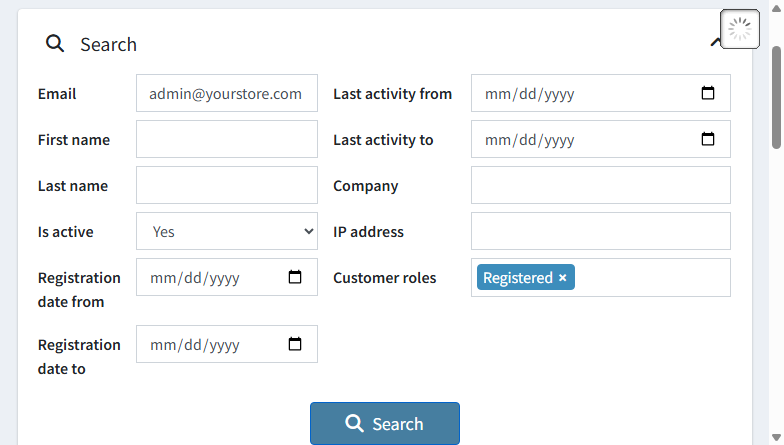 Search
Email admin@yourstore.com Last activity from mm/dd/yyyy
First name Last activity to mm/dd/yyyy
Last name Company
Is active Yes IP address
Registration date from mm/dd/yyyy Customer roles Registered ×
Registration date to mm/dd/yyyy
Search